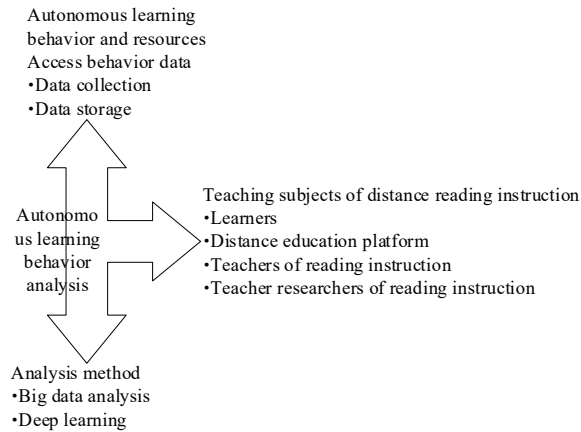 Autonomous learning
behavior and resources
Access behavior data
•Data collection
•Data storage
Autonomo
us learning
behavior
analysis
Teaching subjects of distance reading instruction
•Learners
•Distance education platform
•Teachers of reading instruction
•Teacher researchers of reading instruction
Analysis method
•Big data analysis
•Deep learning